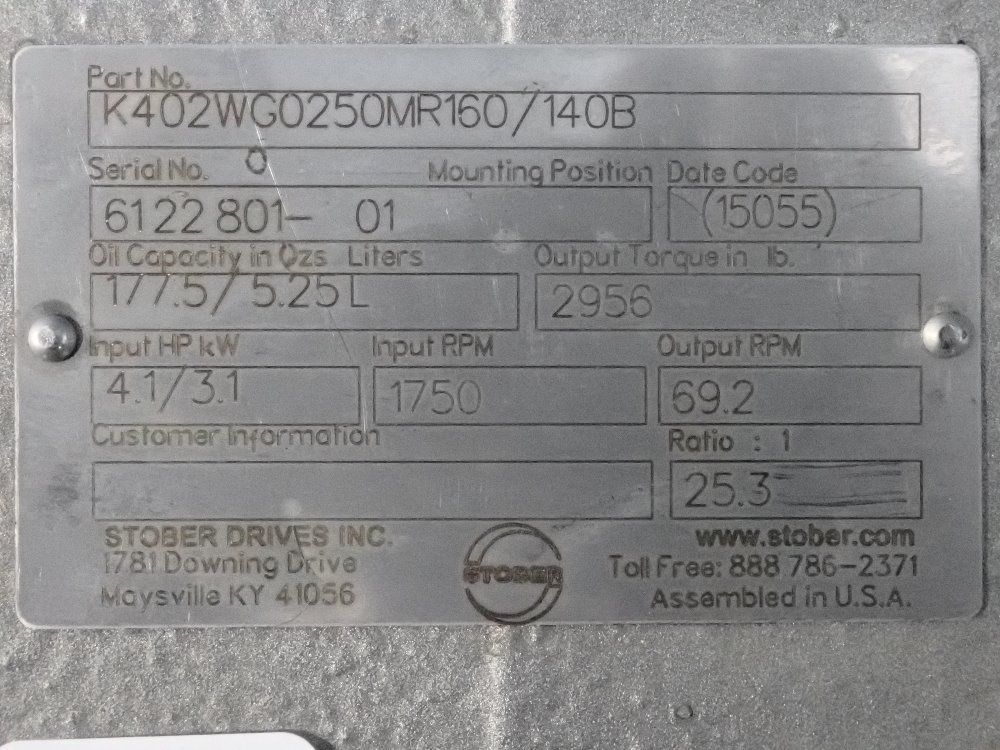 Part No.
K402WG0250MR160/140B
Serial No. Mounting Position Date Code
6122801- 01 (15055)
Oil Capacity in Ozs Liters Output Torque in lb.
177.5/5.25L 2956
Input HP kW Input RPM Output RPM
4.1/3.1 1750 69.2
Customer Information Ratio : 1
25.3
STOBER DRIVES INC. www.stober.com
1781 Downing Drive STOBER Toll Free: 888 786-2371
Maysville KY 41056 Assembled in U.S.A.